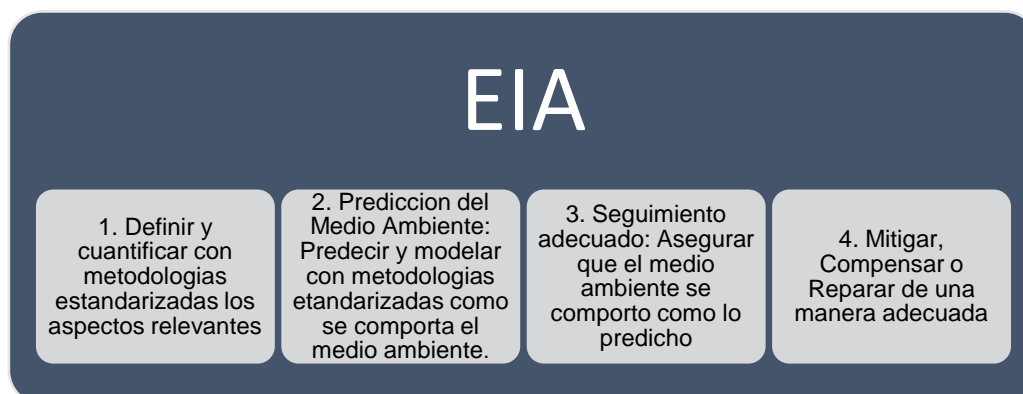 EIA
1. Definir y
cuantificar con
metodologias
estandarizadas los
aspectos relevantes
2. Prediccion del
Medio Ambiente:
Predecir y modelar
con metodologias
etandarizadas como
se comporta el
medio ambiente.
3. Seguimiento
adecuado: Asegurar
que el medio
ambiente se
comporto como lo
predicho
4. Mitigar,
Compensar o
Reparar de una
manera adecuada